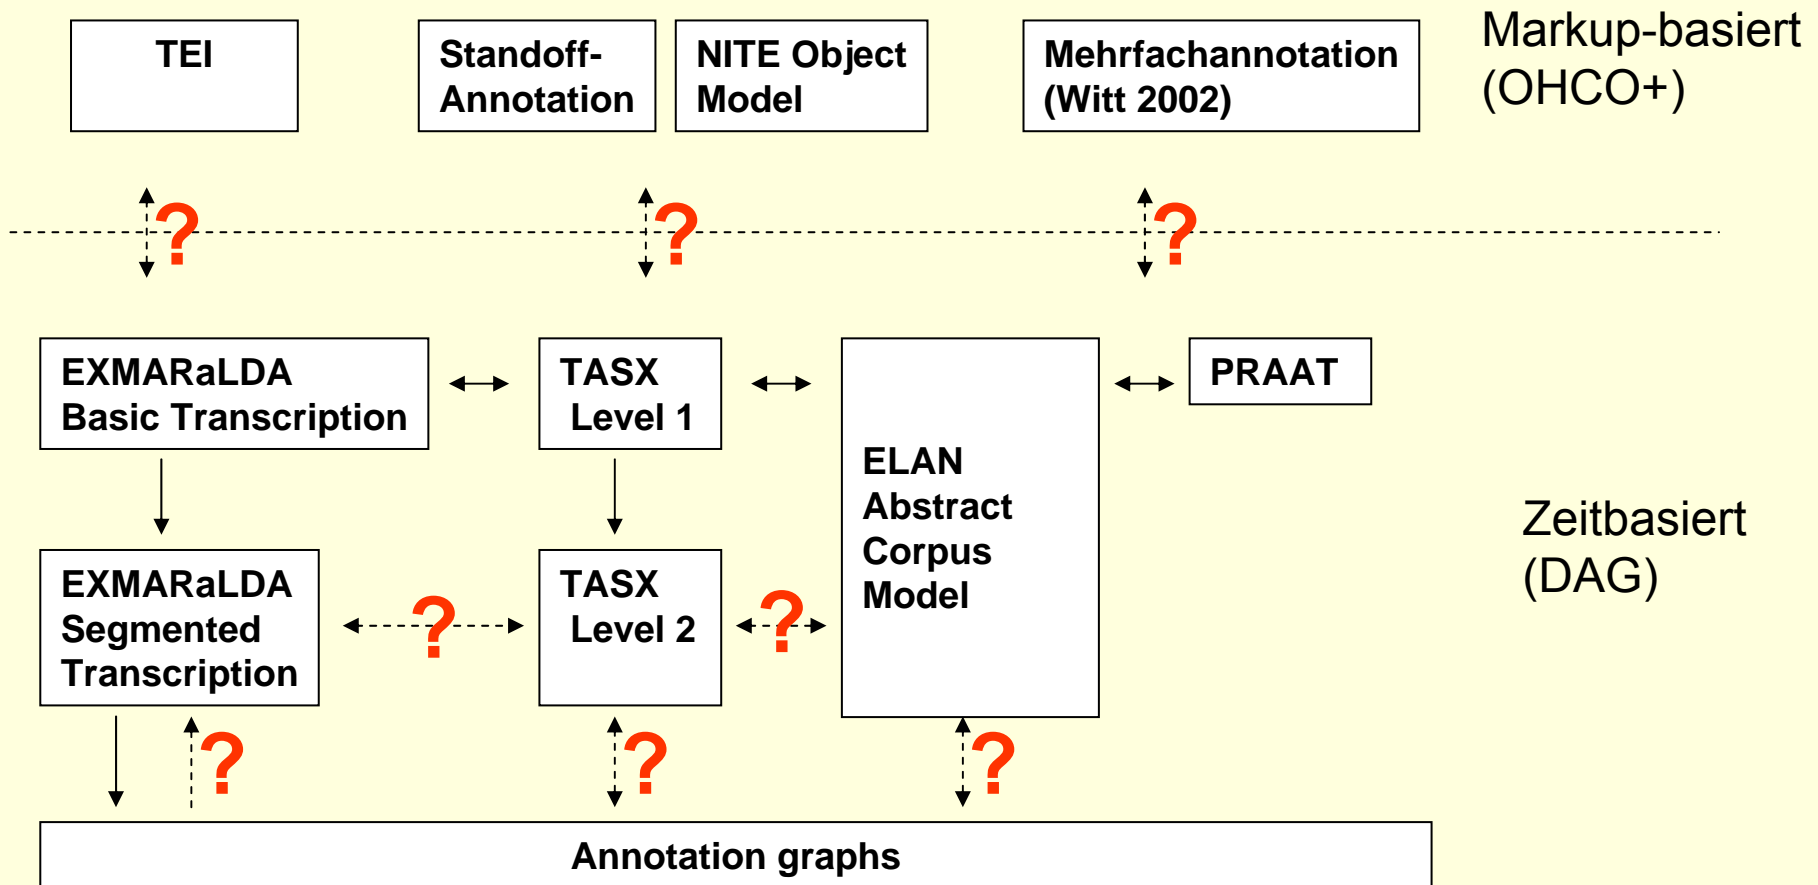 TEI
Standoff-
Annotation
NITE Object
Model
Mehrfachannotation
(Witt 2002)
Markup-basiert
(OHCO+)
?
?
?
EXMARaLDA
Basic Transcription
TASX
Level 1
ELAN
Abstract
Corpus
Model
PRAAT
Zeitbasiert
(DAG)
EXMARaLDA
Segmented
Transcription
?
TASX
Level 2
?
?
?
?
Annotation graphs